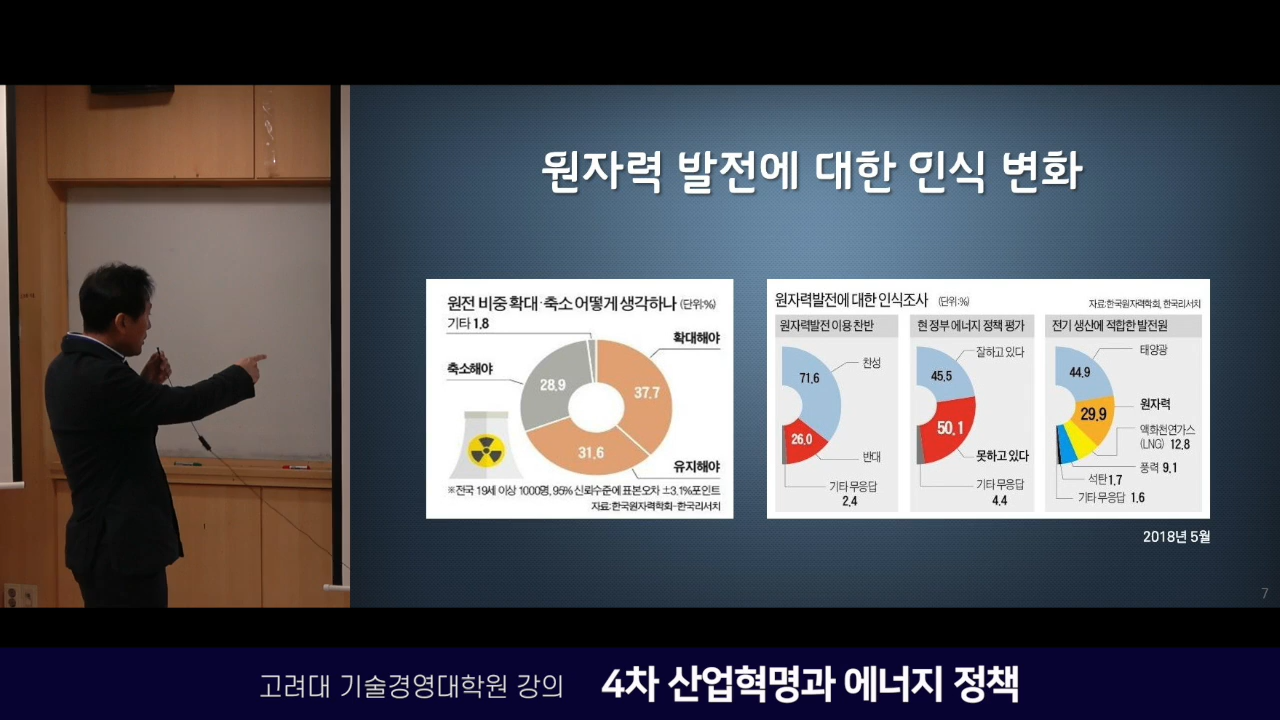 원자력 발전에 대한 인식 변화
원전 비중 확대·축소 어떻게 생각하나 (단위:%)
기타 1.8
확대해야
축소해야
28.9
37.7
31.6
유지해야
※전국 19세 이상 1000명, 95% 신뢰수준에 표본오차 ±3.1%포인트
자료:한국원자력학회·한국리서치
원자력발전에 대한 인식조사 (단위:%)
자료:한국원자력학회, 한국리서치
원자력발전 이용 찬반
71.6
찬성
26.0
반대
기타 무응답
2.4
현 정부 에너지 정책 평가
잘하고 있다
45.5
50.1
못하고 있다
기타 무응답
4.4
전기 생산에 적합한 발전원
태양광
44.9
원자력
29.9
액화천연가스
(LNG) 12.8
풍력 9.1
석탄 1.7
기타 무응답 1.6
2018년 5월
7
고려대 기술경영대학원 강의 4차 산업혁명과 에너지 정책